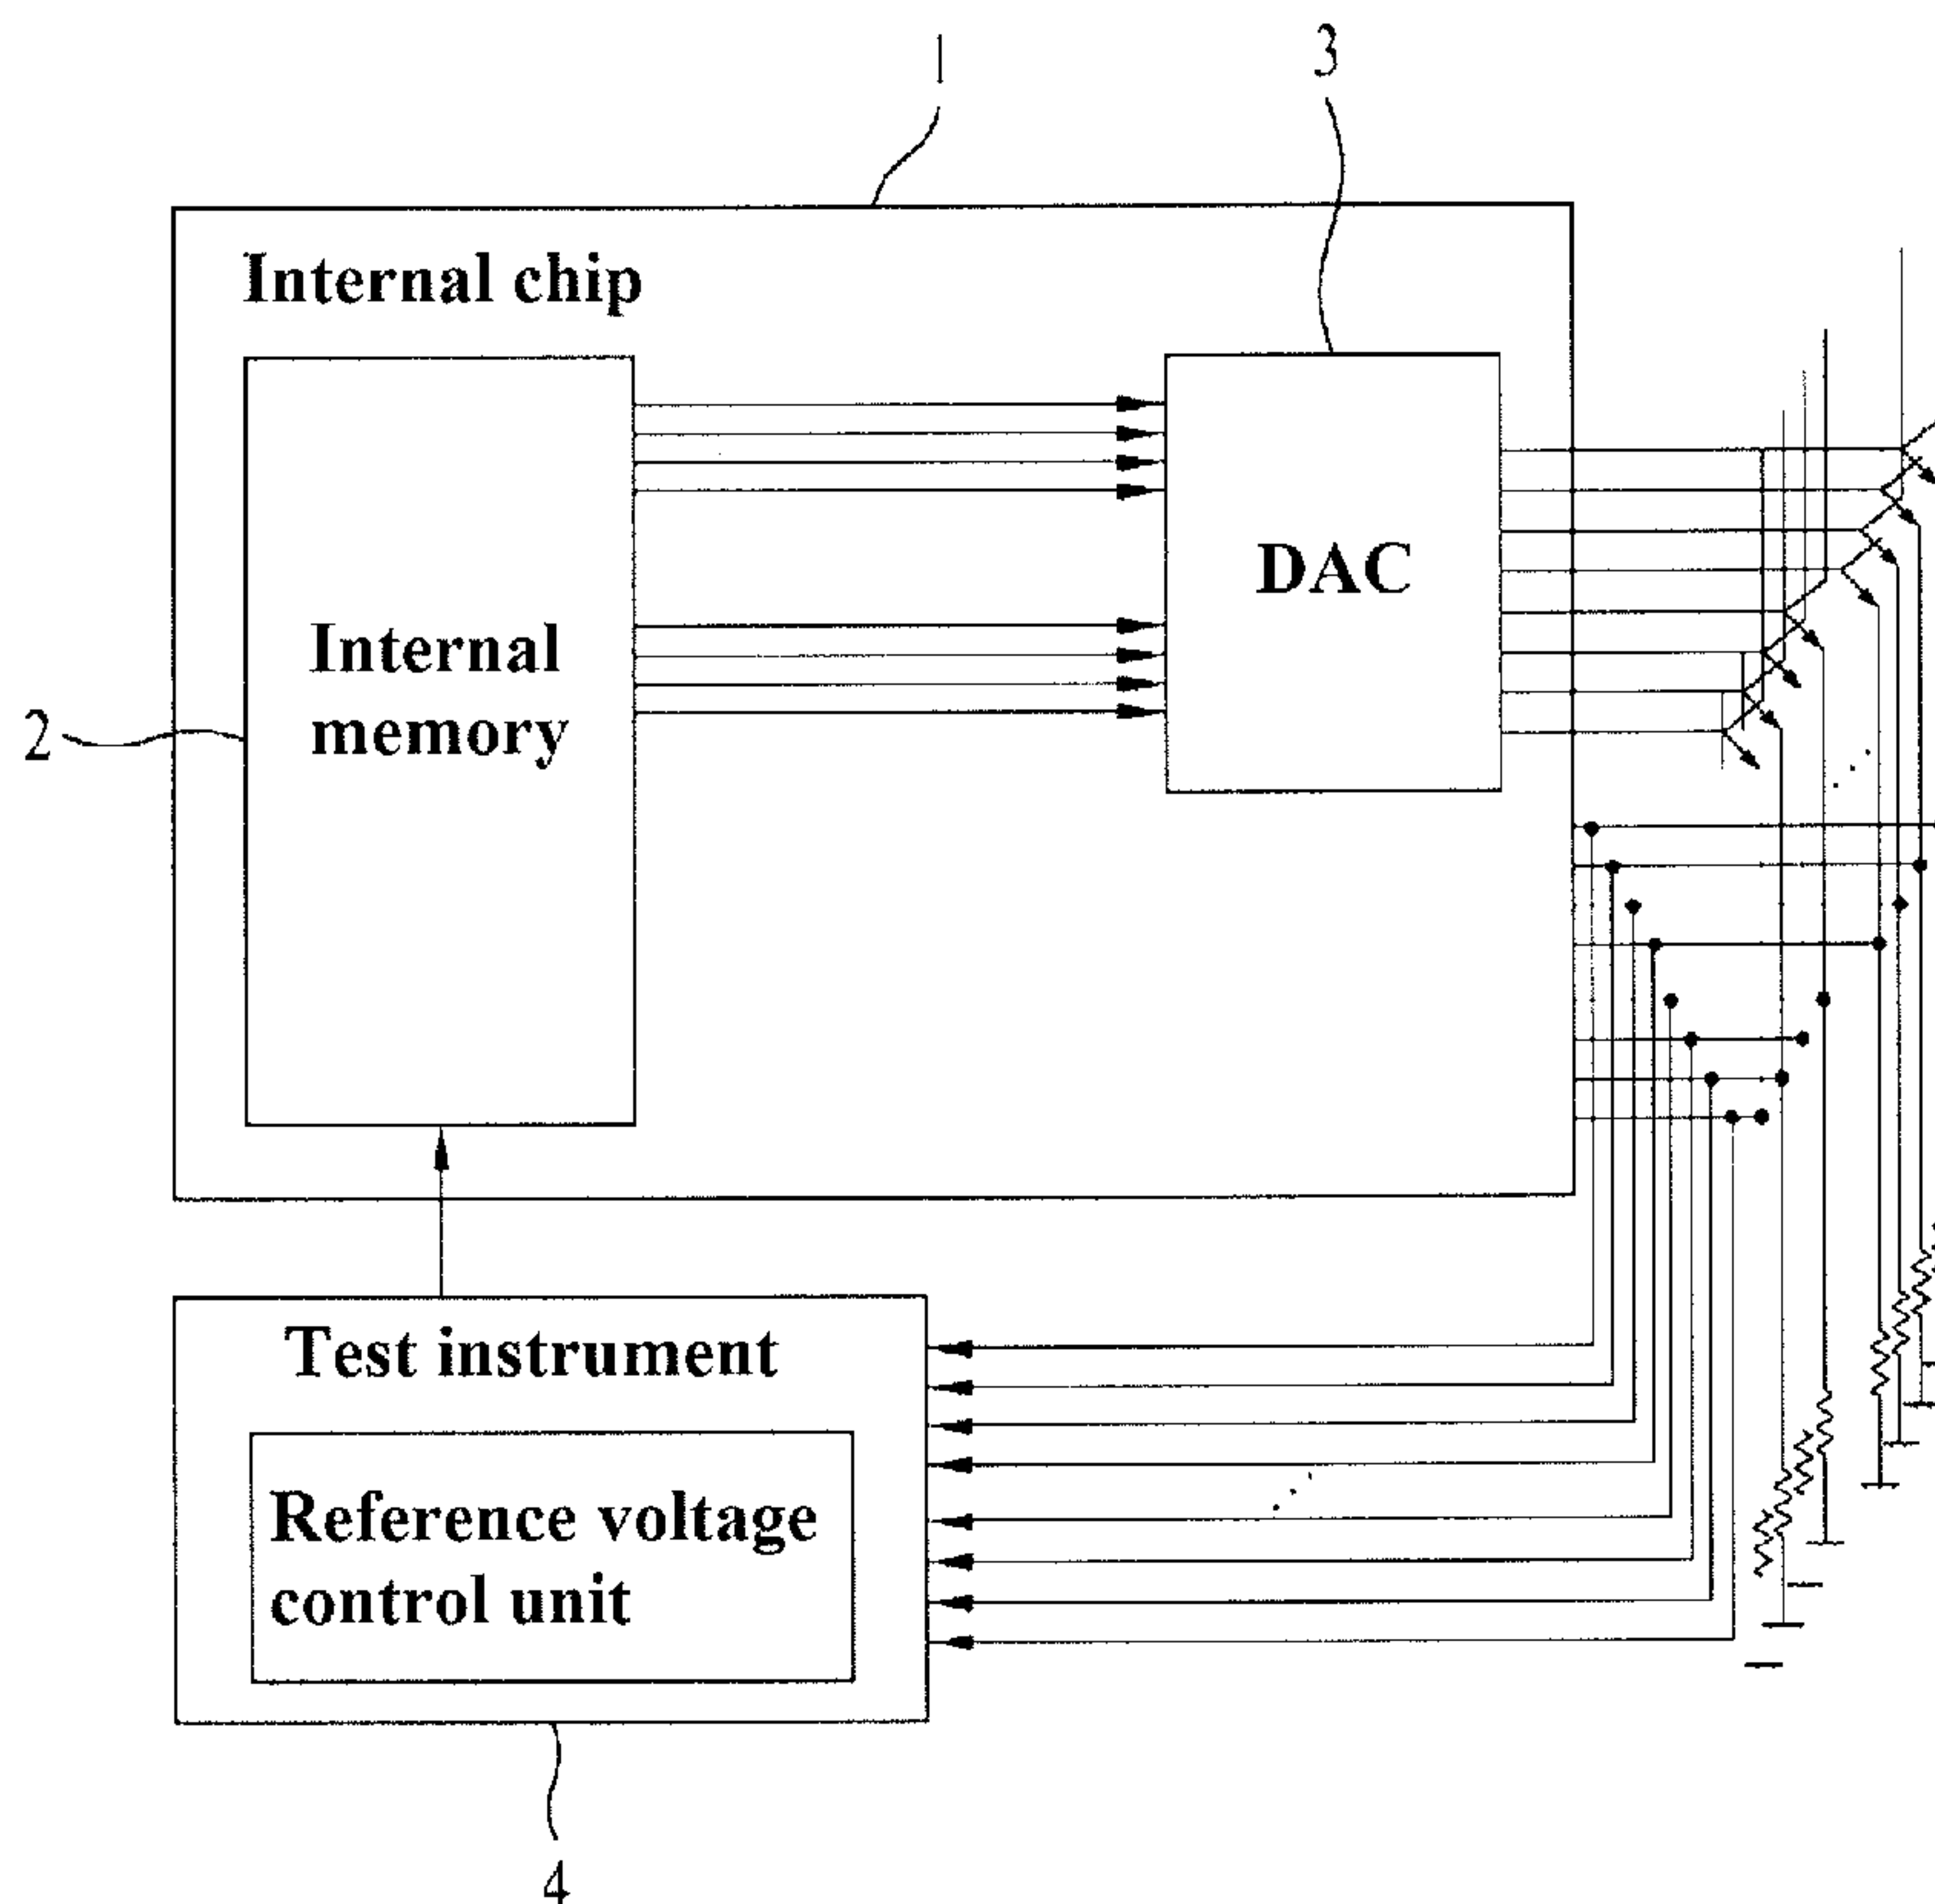 1
3
Internal chip
DAC
Internal
memory
2
Test instrument
Reference voltage
control unit
4